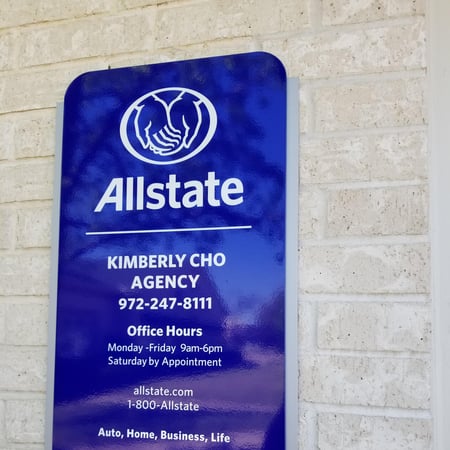 Allstate
KIMBERLY CHO
AGENCY
972-247-8111
Office Hours
Monday -Friday 9am-6pm
Saturday by Appointment
allstate.com
1-800-Allstate
Auto, Home, Business, Life